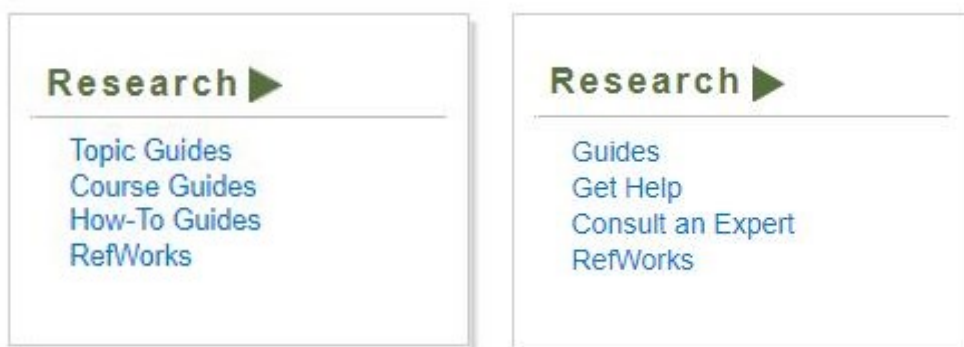 Research
Topic Guides
Course Guides
How-To Guides
RefWorks
Research
Guides
Get Help
Consult an Expert
RefWorks